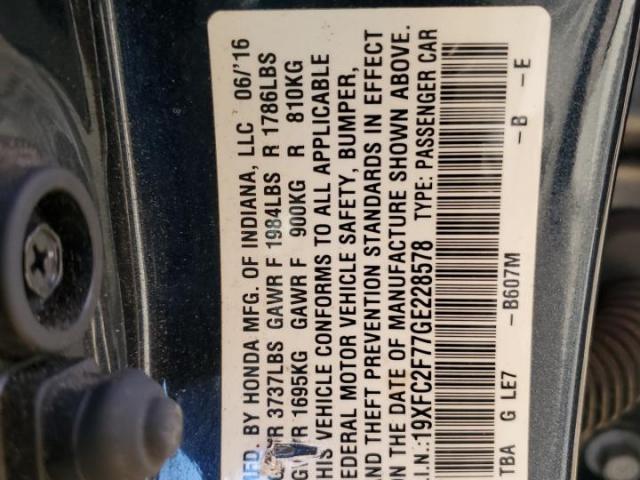 MFD. BY HONDA MFG. OF INDIANA, LLC 06/'16
R 3737LBS GAWR F 1984LBS R 1786LBS
GVWR 1695KG GAWR F 900KG R 810KG
THIS VEHICLE CONFORMS TO ALL APPLICABLE
FEDERAL MOTOR VEHICLE SAFETY, BUMPER,
AND THEFT PREVENTION STANDARDS IN EFFECT
ON THE DATE OF MANUFACTURE SHOWN ABOVE.
V.I.N.:19XFC2F77GE228578 TYPE: PASSENGER CAR
TBA G LE7 -B607M -B -E